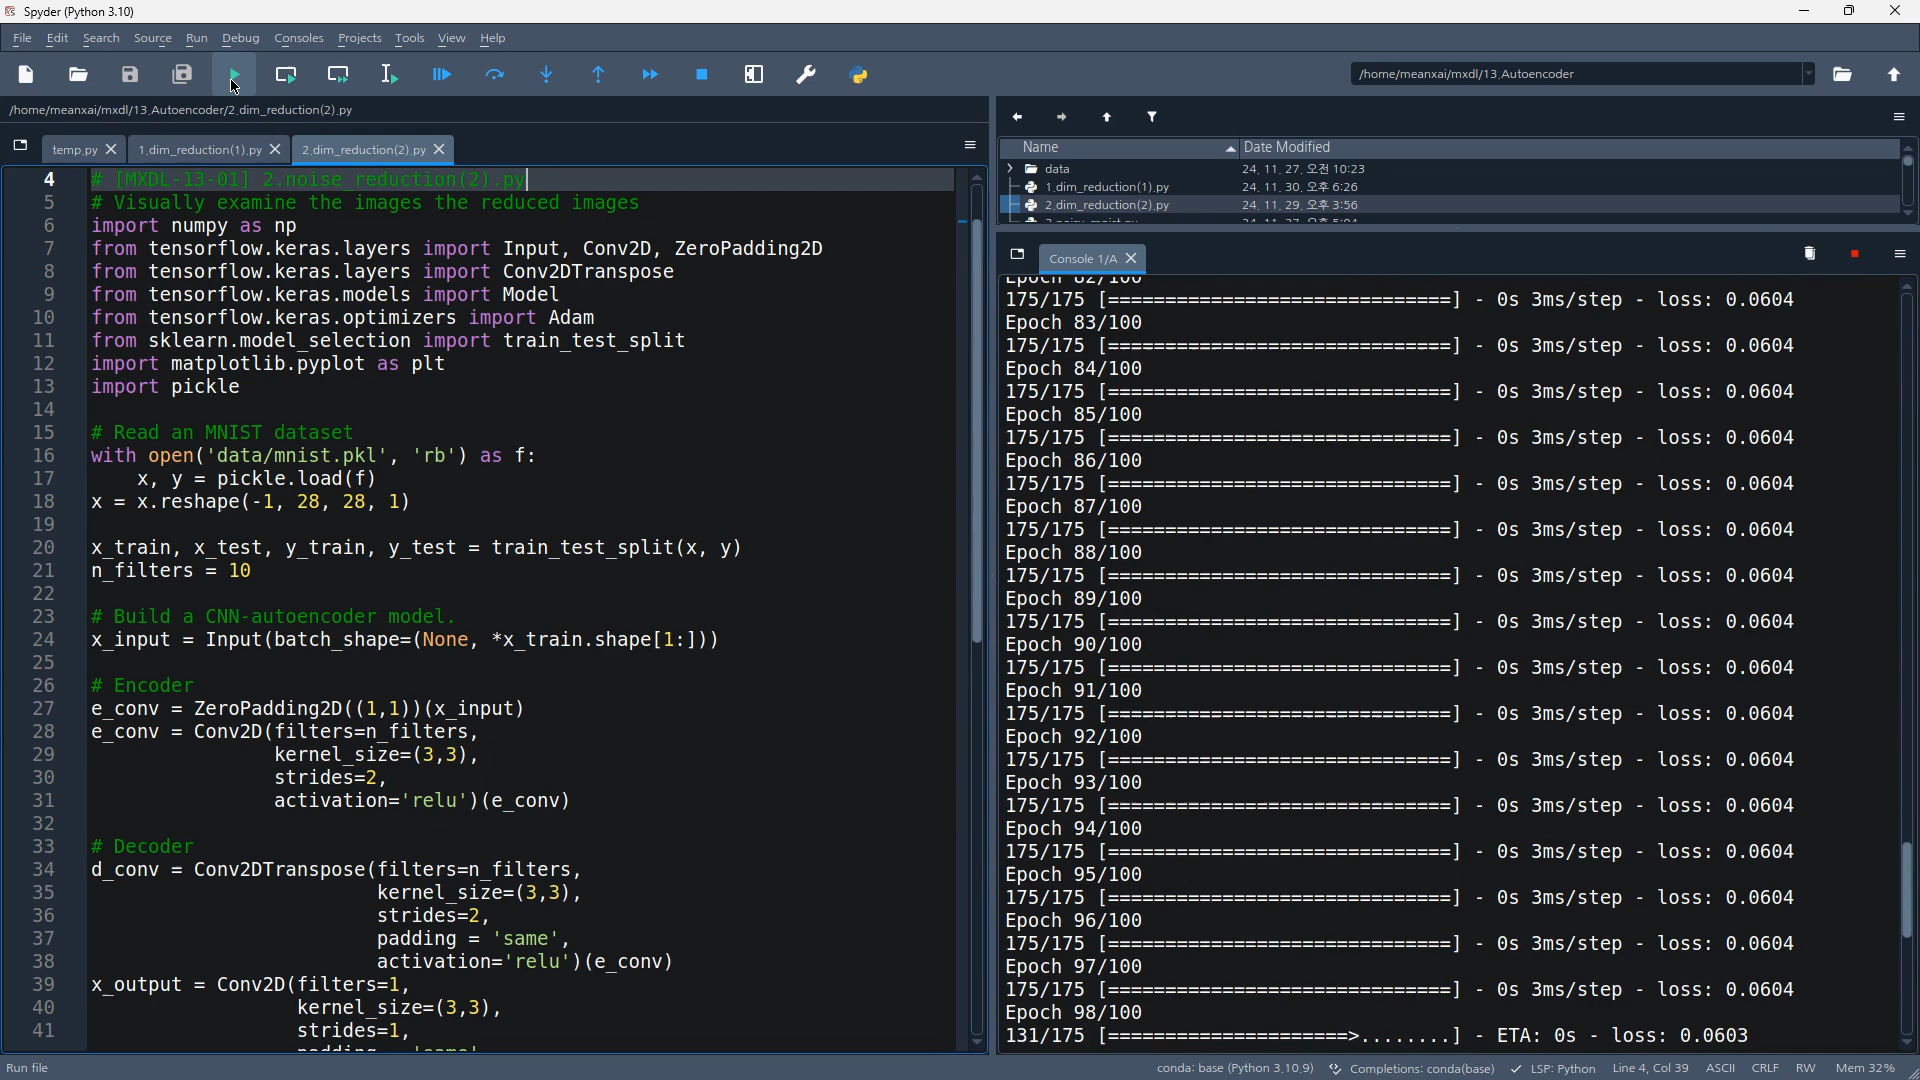 Spyder (Python 3.10)
File Edit Search Source Run Debug Consoles Projects Tools View Help
/home/meanxai/mxdl/13.Autoencoder
/home/meanxai/mxdl/13.Autoencoder/2.dim_reduction(2).py
temp.py 1.dim_reduction(1).py 2.dim_reduction(2).py
4 # [MXDL-13-01] 2.noise_reduction(2).py
5 # Visually examine the images the reduced images
6 import numpy as np
7 from tensorflow.keras.layers import Input, Conv2D, ZeroPadding2D
8 from tensorflow.keras.layers import Conv2DTranspose
9 from tensorflow.keras.models import Model
10 from tensorflow.keras.optimizers import Adam
11 from sklearn.model_selection import train_test_split
12 import matplotlib.pyplot as plt
13 import pickle
14
15 # Read an MNIST dataset
16 with open('data/mnist.pkl', 'rb') as f:
17     x, y = pickle.load(f)
18 x = x.reshape(-1, 28, 28, 1)
19
20 x_train, x_test, y_train, y_test = train_test_split(x, y)
21 n_filters = 10
22
23 # Build a CNN-autoencoder model.
24 x_input = Input(batch_shape=(None, *x_train.shape[1:]))
25
26 # Encoder
27 e_conv = ZeroPadding2D((1,1))(x_input)
28 e_conv = Conv2D(filters=n_filters,
29                 kernel_size=(3,3),
30                 strides=2,
31                 activation='relu')(e_conv)
32
33 # Decoder
34 d_conv = Conv2DTranspose(filters=n_filters,
35                          kernel_size=(3,3),
36                          strides=2,
37                          padding = 'same',
38                          activation='relu')(e_conv)
39 x_output = Conv2D(filters=1,
40                   kernel_size=(3,3),
41                   strides=1,
Name Date Modified
data 24. 11. 27. 오전 10:23
1.dim_reduction(1).py 24. 11. 30. 오후 6:26
2.dim_reduction(2).py 24. 11. 29. 오후 3:56
Console 1/A
Epoch 82/100
175/175 [==============================] - 0s 3ms/step - loss: 0.0604
Epoch 83/100
175/175 [==============================] - 0s 3ms/step - loss: 0.0604
Epoch 84/100
175/175 [==============================] - 0s 3ms/step - loss: 0.0604
Epoch 85/100
175/175 [==============================] - 0s 3ms/step - loss: 0.0604
Epoch 86/100
175/175 [==============================] - 0s 3ms/step - loss: 0.0604
Epoch 87/100
175/175 [==============================] - 0s 3ms/step - loss: 0.0604
Epoch 88/100
175/175 [==============================] - 0s 3ms/step - loss: 0.0604
Epoch 89/100
175/175 [==============================] - 0s 3ms/step - loss: 0.0604
Epoch 90/100
175/175 [==============================] - 0s 3ms/step - loss: 0.0604
Epoch 91/100
175/175 [==============================] - 0s 3ms/step - loss: 0.0604
Epoch 92/100
175/175 [==============================] - 0s 3ms/step - loss: 0.0604
Epoch 93/100
175/175 [==============================] - 0s 3ms/step - loss: 0.0604
Epoch 94/100
175/175 [==============================] - 0s 3ms/step - loss: 0.0604
Epoch 95/100
175/175 [==============================] - 0s 3ms/step - loss: 0.0604
Epoch 96/100
175/175 [==============================] - 0s 3ms/step - loss: 0.0604
Epoch 97/100
175/175 [==============================] - 0s 3ms/step - loss: 0.0604
Epoch 98/100
131/175 [=====================>........] - ETA: 0s - loss: 0.0603
Run file
conda: base (Python 3.10.9) Completions: conda(base) LSP: Python Line 4, Col 39 ASCII CRLF RW Mem 32%